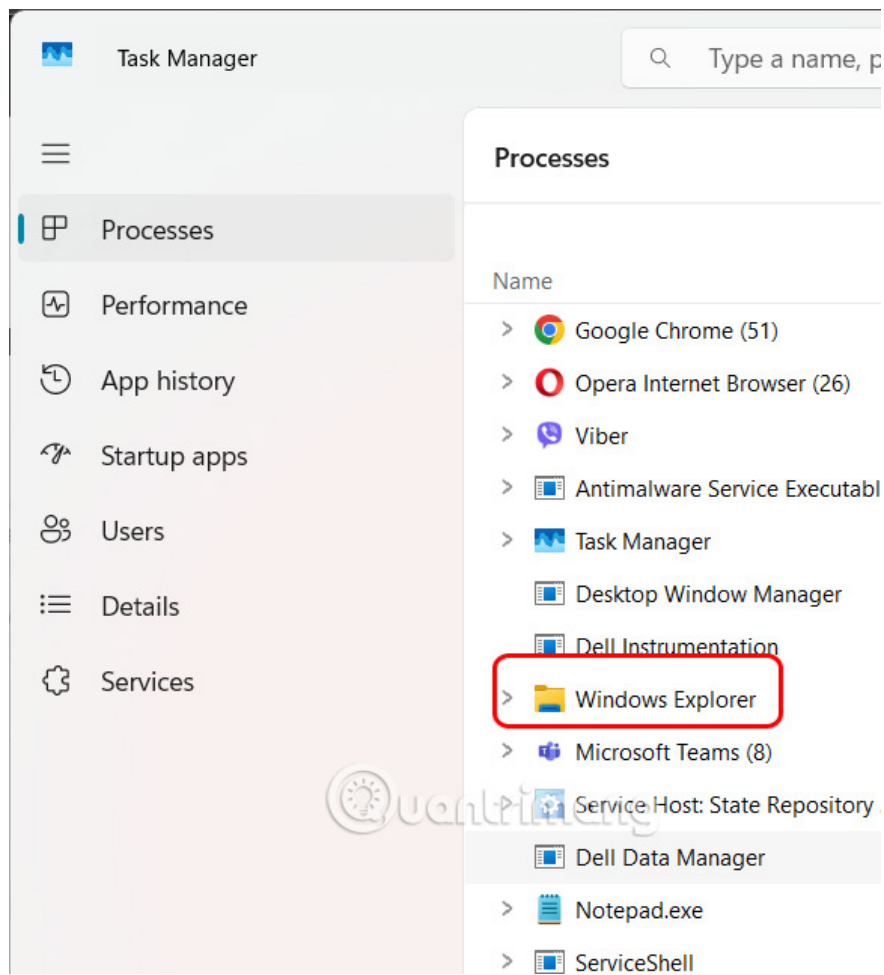 Task Manager
Type a name, p
Processes
Performance
App history
Startup apps
Users
Details
Services
Processes
Name
Google Chrome (51)
Opera Internet Browser (26)
Viber
Antimalware Service Executabl
Task Manager
Desktop Window Manager
Dell Instrumentation
Windows Explorer
Microsoft Teams (8)
Service Host: State Repository
Dell Data Manager
Notepad.exe
ServiceShell
Quantrimang